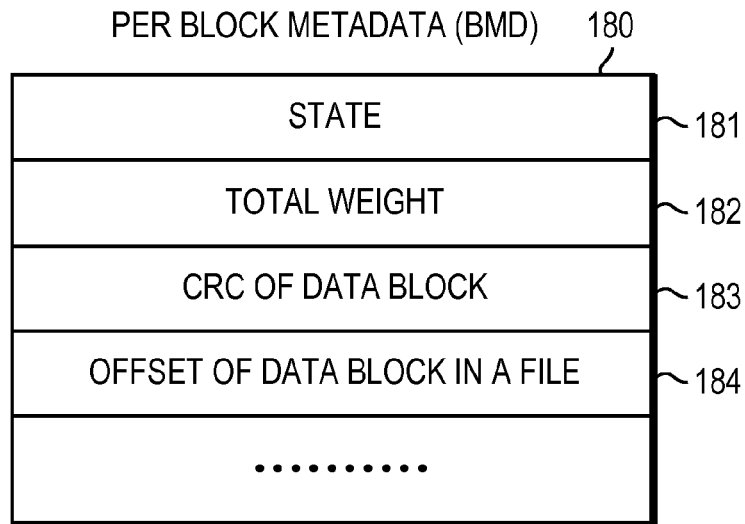 PER BLOCK METADATA (BMD) 180
STATE 181
TOTAL WEIGHT 182
CRC OF DATA BLOCK 183
OFFSET OF DATA BLOCK IN A FILE 184
..........